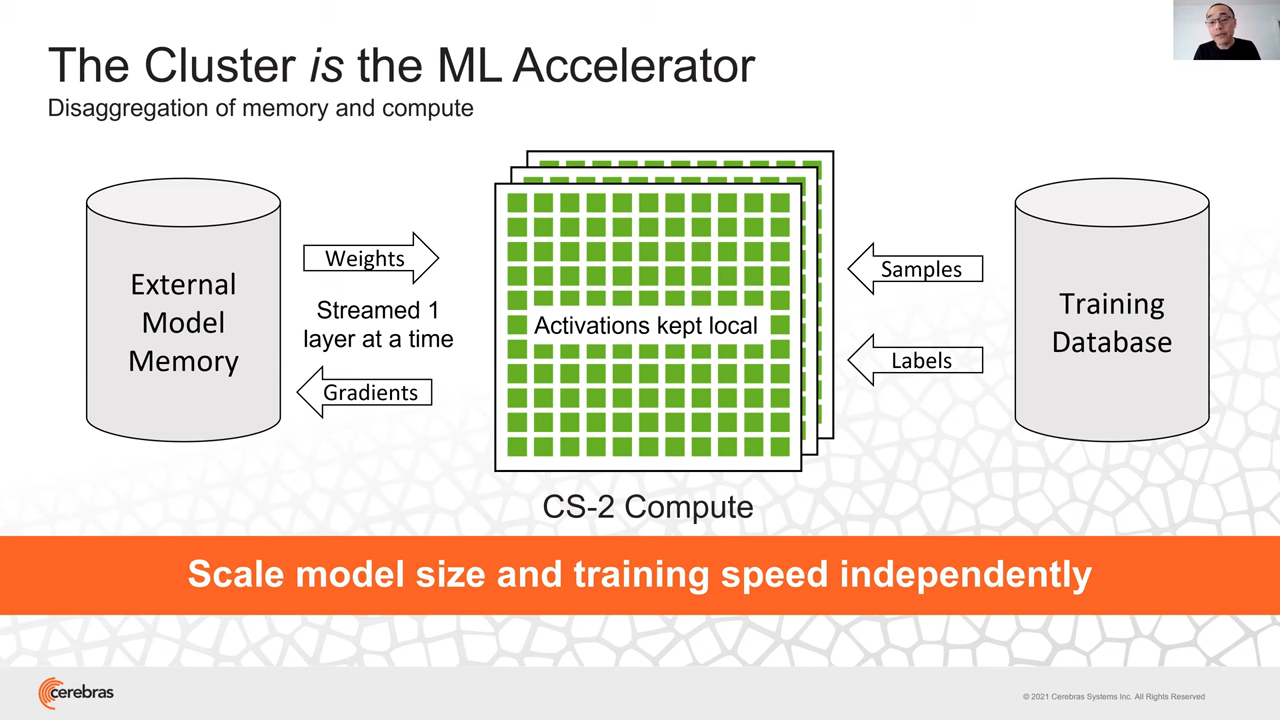 The Cluster is the ML Accelerator
Disaggregation of memory and compute
External
Model
Memory
Weights
Streamed 1
layer at a time
Gradients
Activations kept local
CS-2 Compute
Samples
Labels
Training
Database
Scale model size and training speed independently
cerebras
© 2021 Cerebras Systems Inc. All Rights Reserved